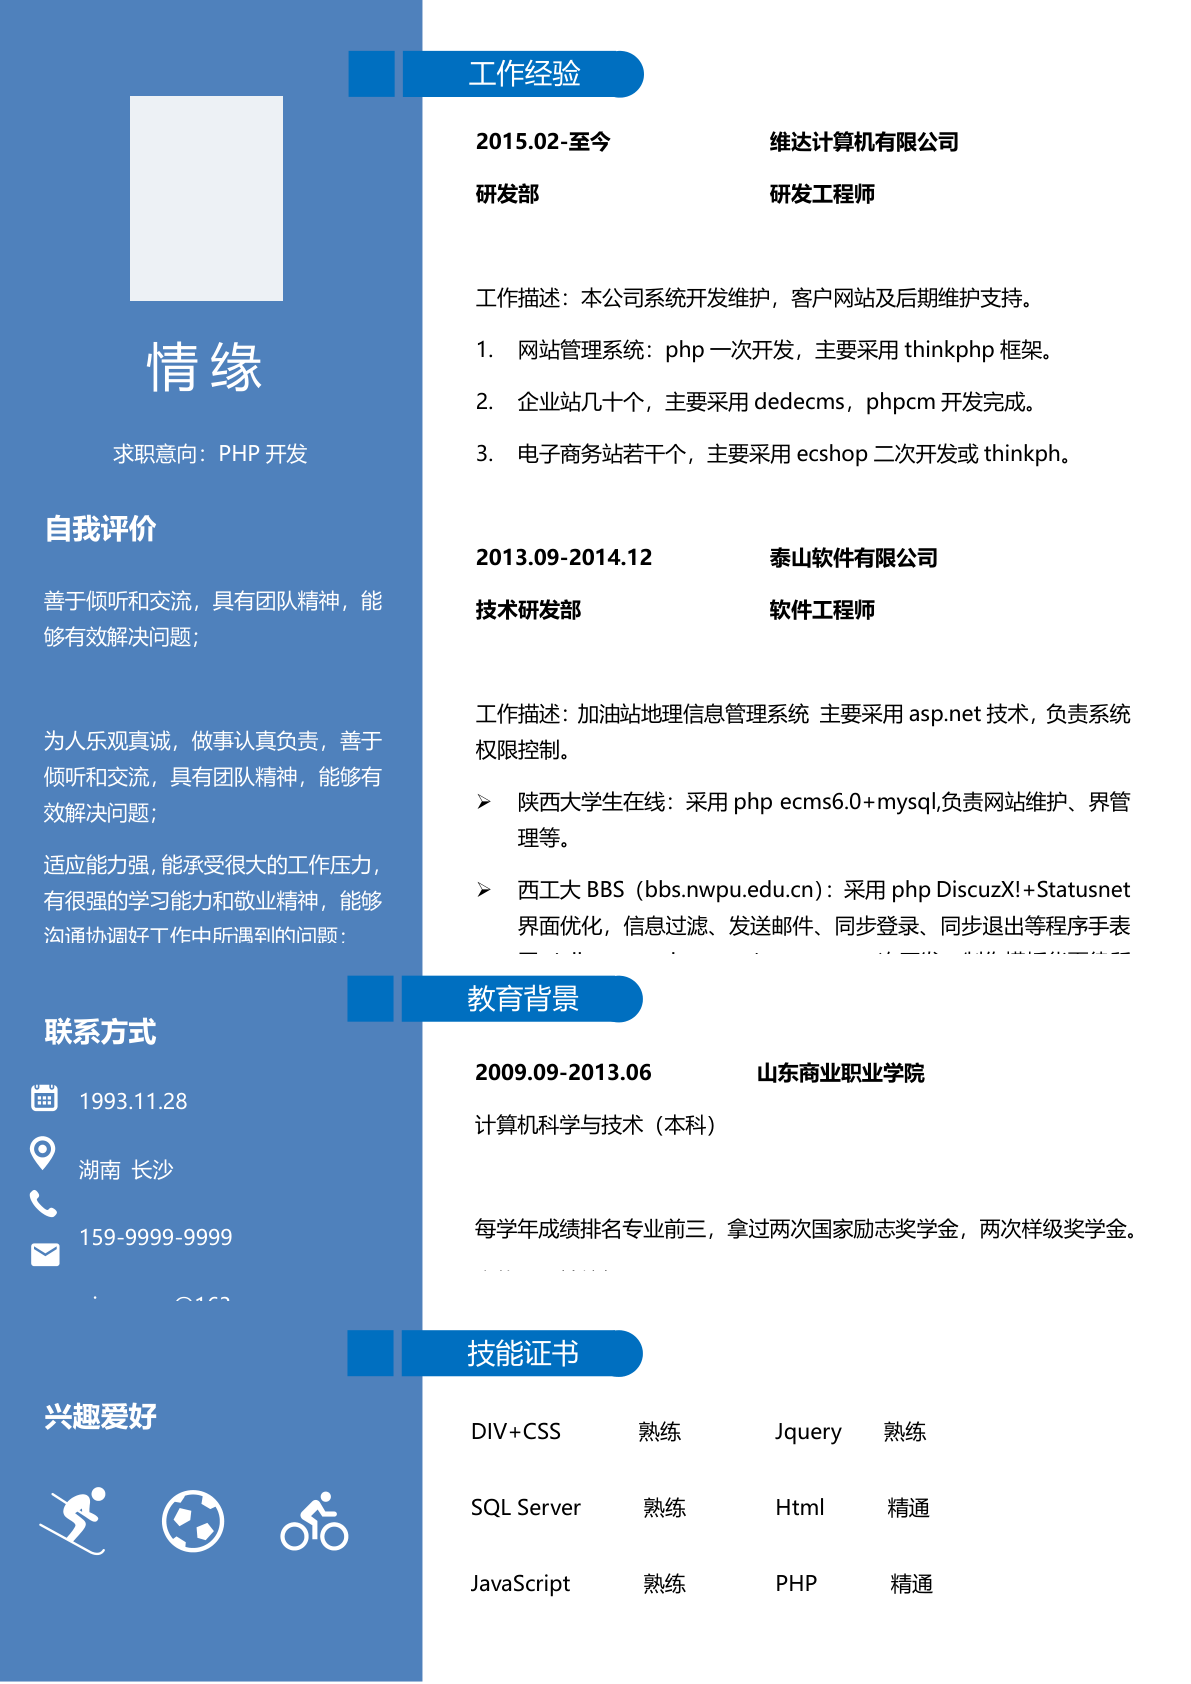 情缘
求职意向：PHP 开发
自我评价
善于倾听和交流，具有团队精神，能
够有效解决问题；
为人乐观真诚，做事认真负责，善于
倾听和交流，具有团队精神，能够有
效解决问题；
适应能力强，能承受很大的工作压力，
有很强的学习能力和敬业精神，能够
沟通协调好工作中所遇到的问题；
联系方式
1993.11.28
湖南 长沙
159-9999-9999
兴趣爱好
工作经验
2015.02-至今 维达计算机有限公司
研发部 研发工程师
工作描述：本公司系统开发维护，客户网站及后期维护支持。
1. 网站管理系统：php 一次开发，主要采用 thinkphp 框架。
2. 企业站几十个，主要采用 dedecms，phpcm 开发完成。
3. 电子商务站若干个，主要采用 ecshop 二次开发或 thinkph。
2013.09-2014.12 泰山软件有限公司
技术研发部 软件工程师
工作描述：加油站地理信息管理系统 主要采用 asp.net 技术，负责系统
权限控制。
➢ 陕西大学生在线：采用 php ecms6.0+mysql,负责网站维护、界管
理等。
➢ 西工大 BBS（bbs.nwpu.edu.cn）：采用 php DiscuzX!+Statusnet
界面优化，信息过滤、发送邮件、同步登录、同步退出等程序手表
教育背景
2009.09-2013.06 山东商业职业学院
计算机科学与技术（本科）
每学年成绩排名专业前三，拿过两次国家励志奖学金，两次样级奖学金。
技能证书
DIV+CSS 熟练 Jquery 熟练
SQL Server 熟练 Html 精通
JavaScript 熟练 PHP 精通